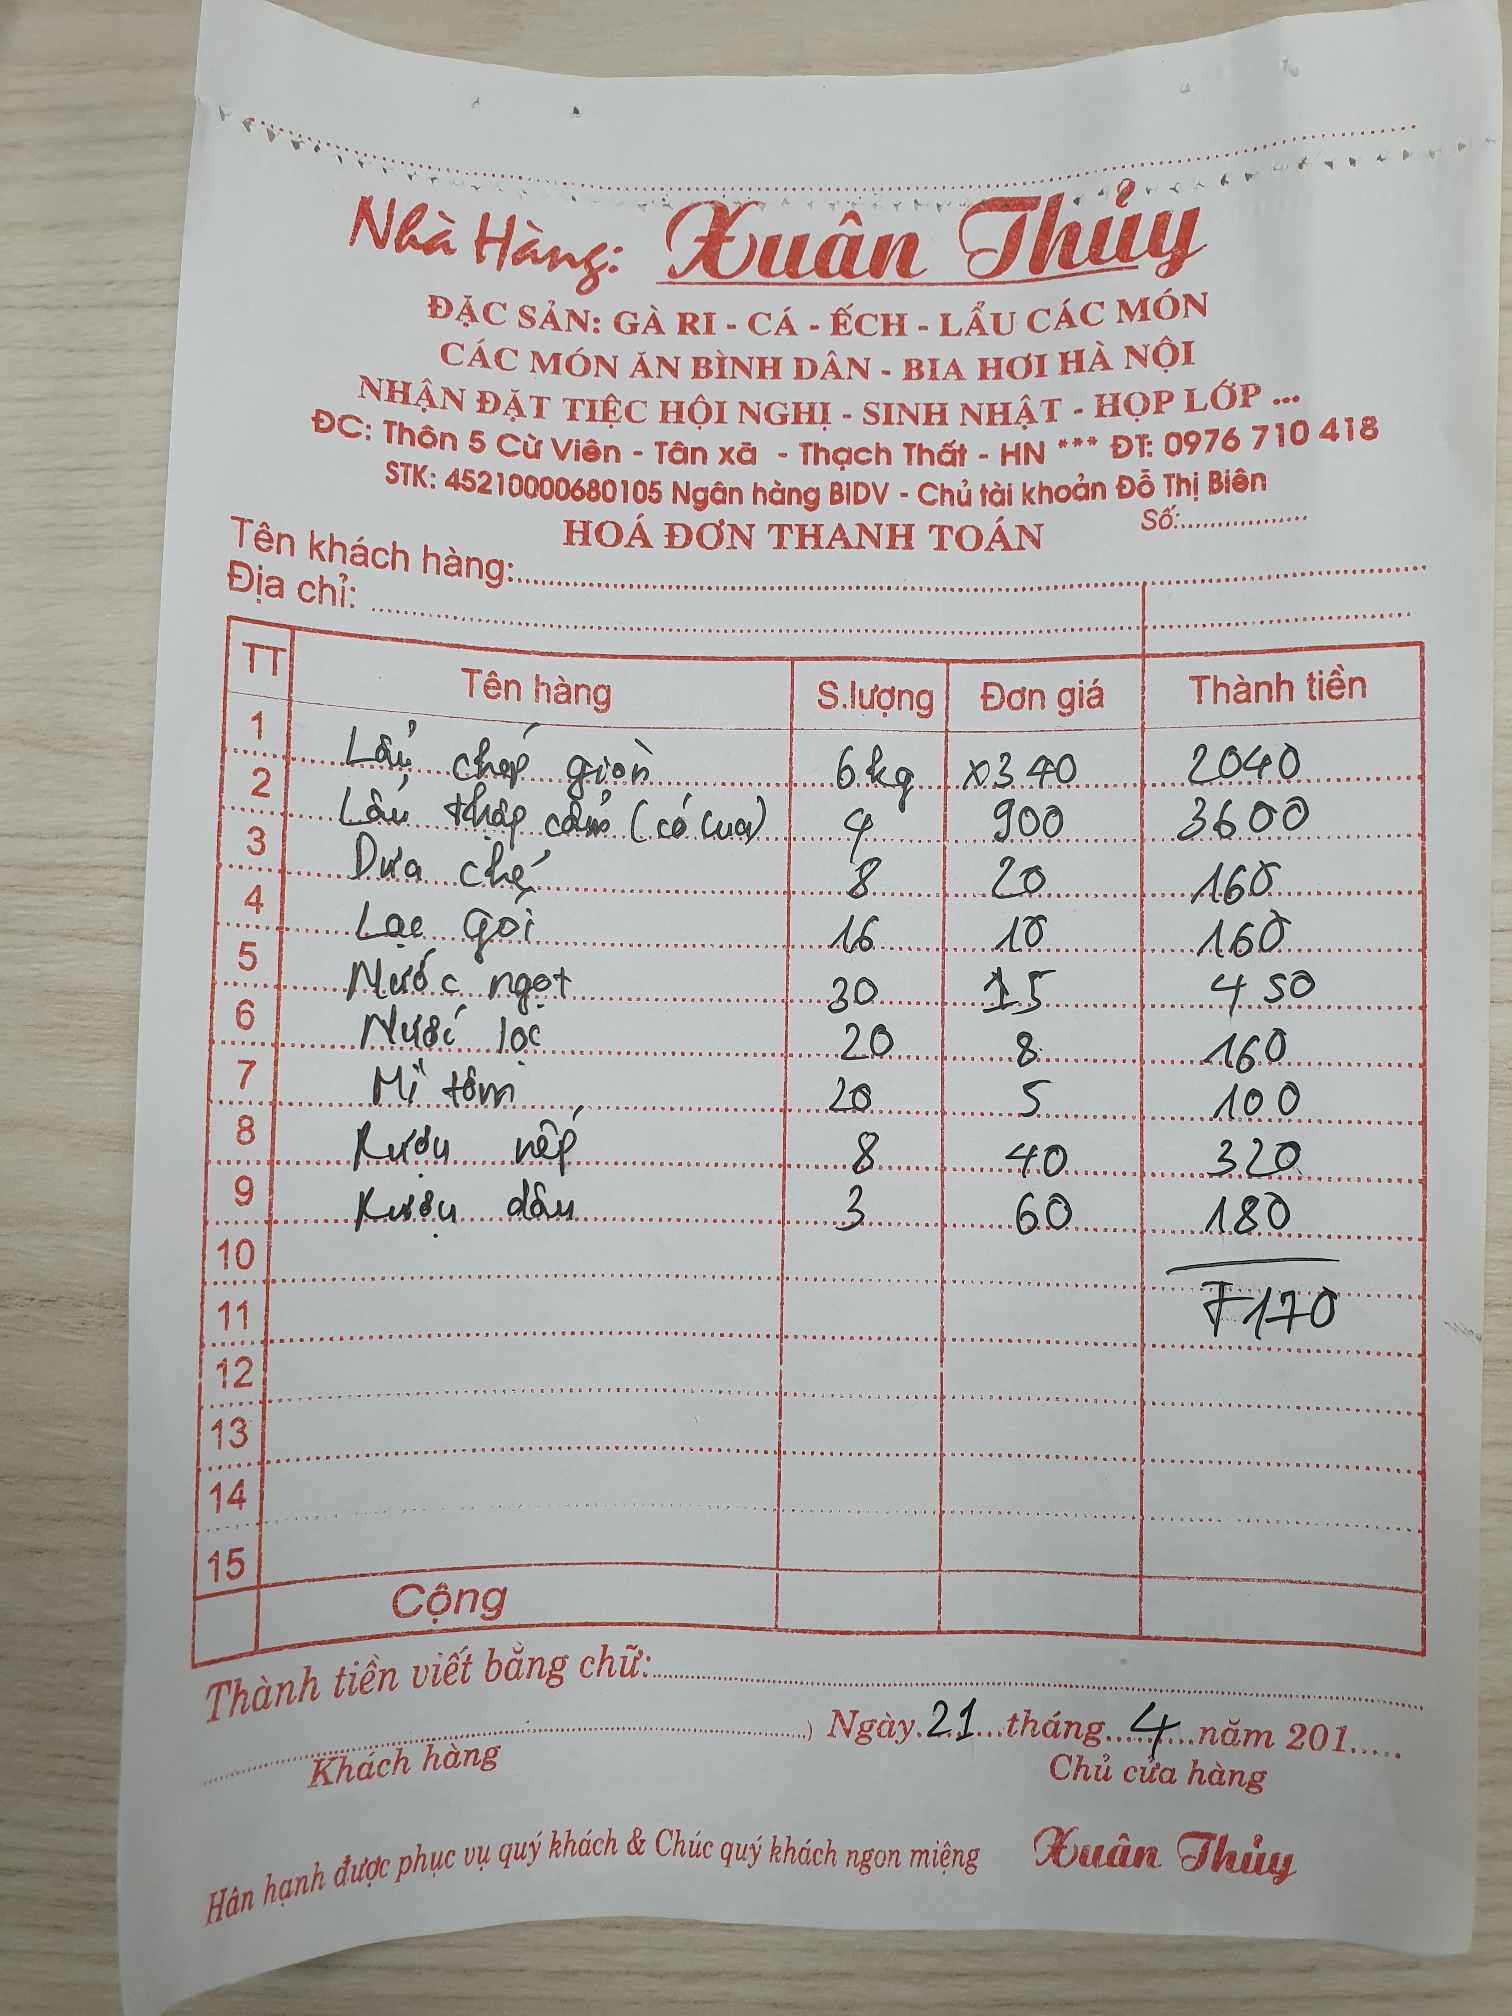 Nhà Hàng: Xuân Thủy
ĐẶC SẢN: GÀ RI - CÁ - ẾCH - LẨU CÁC MÓN
CÁC MÓN ĂN BÌNH DÂN - BIA HƠI HÀ NỘI
NHẬN ĐẶT TIỆC HỘI NGHỊ - SINH NHẬT - HỌP LỚP ...
ĐC: Thôn 5 Cừ Viên - Tân xã - Thạch Thất - HN *** ĐT: 0976 710 418
STK: 45210000680105 Ngân hàng BIDV - Chủ tài khoản Đỗ Thị Biên
HOÁ ĐƠN THANH TOÁN Số:
Tên khách hàng:
Địa chỉ:
TT Tên hàng S.lượng Đơn giá Thành tiền
1 Lẩu chép giòn 6kg x340 2040
2 Lẩu thập cẩm (có cua) 4 900 3600
3 Dưa chẻ 8 20 160
4 Lạc gói 16 10 160
5 Nước ngọt 30 15 450
6 Nước lọc 20 8 160
7 Mì tôm 20 5 100
8 Rượu nếp 8 40 320
9 Rượu dâu 3 60 180
10
11 7170
12
13
14
15
Cộng
Thành tiền viết bằng chữ:
) Ngày 21 tháng 4 năm 201
Khách hàng Chủ cửa hàng
Hân hạnh được phục vụ quý khách & Chúc quý khách ngon miệng Xuân Thủy